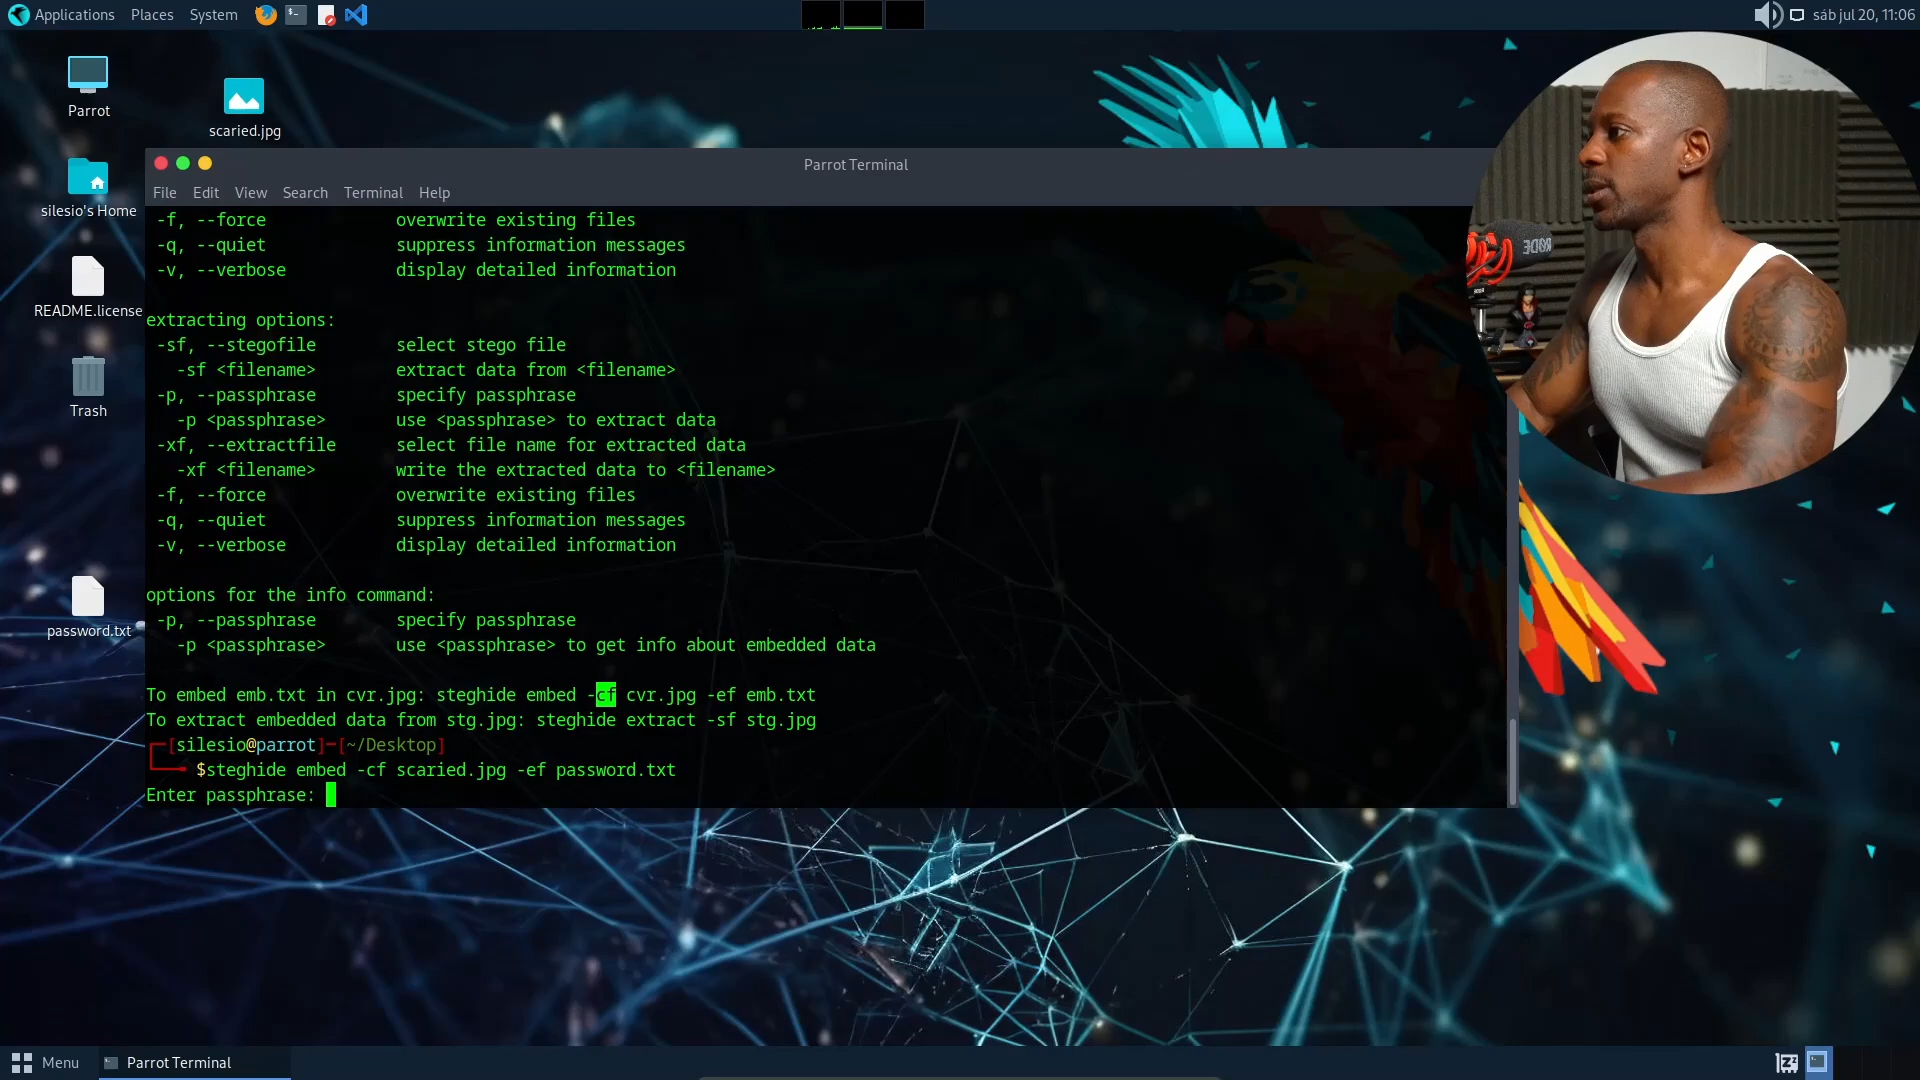 Applications Places System
sáb jul 20, 11:06
Parrot
scaried.jpg
silesio's Home
README.license
Trash
password.txt
Parrot Terminal
File Edit View Search Terminal Help
-f, --force overwrite existing files
-q, --quiet suppress information messages
-v, --verbose display detailed information
extracting options:
-sf, --stegofile select stego file
-sf <filename> extract data from <filename>
-p, --passphrase specify passphrase
-p <passphrase> use <passphrase> to extract data
-xf, --extractfile select file name for extracted data
-xf <filename> write the extracted data to <filename>
-f, --force overwrite existing files
-q, --quiet suppress information messages
-v, --verbose display detailed information
options for the info command:
-p, --passphrase specify passphrase
-p <passphrase> use <passphrase> to get info about embedded data
To embed emb.txt in cvr.jpg: steghide embed -cf cvr.jpg -ef emb.txt
To extract embedded data from stg.jpg: steghide extract -sf stg.jpg
┌─[silesio@parrot]─[~/Desktop]
└──╼ $steghide embed -cf scaried.jpg -ef password.txt
Enter passphrase:
RODE
Menu Parrot Terminal